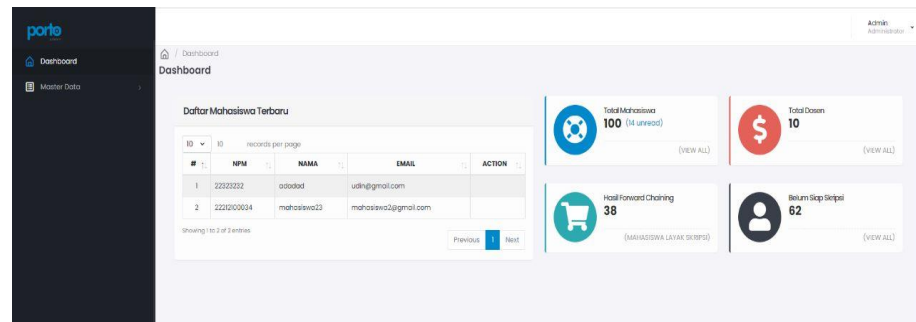 porto
Admin
Administrator
Dashboard
Master Data
/ Dashboard
Dashboard
Daftar Mahasiswa Terbaru
10 10 records per page
# NPM NAMA EMAIL ACTION
1 22323232 adadad udin@gmail.com
2 22212100034 mahasiswa23 mahasiswa2@gmail.com
Showing 1 to 2 of 2 entries
Previous 1 Next
Total Mahasiswa
100 (14 unread)
(VIEW ALL)
Total Dosen
10
(VIEW ALL)
Hasil Forward Chaining
38
(MAHASISWA LAYAK SKRIPSI)
Belum Siap Skripsi
62
(VIEW ALL)